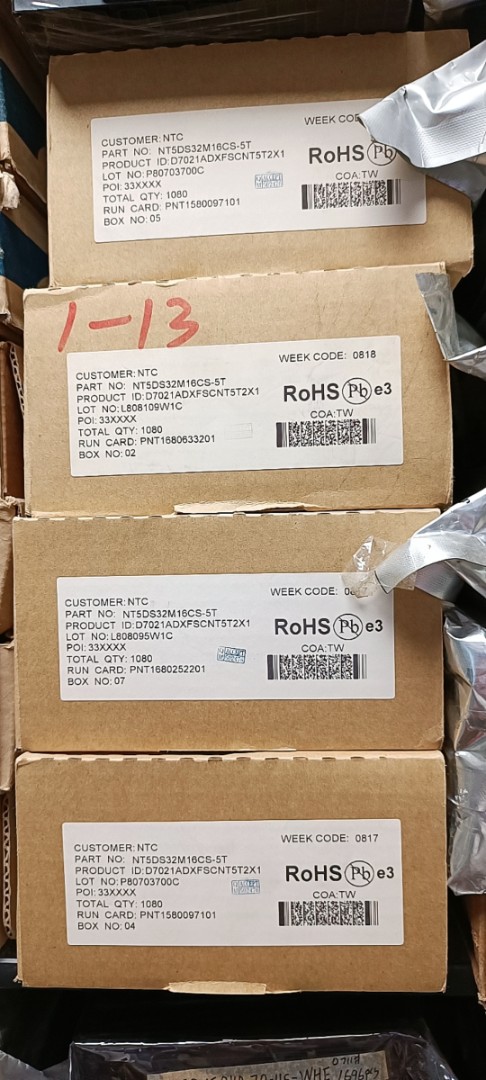 WEEK CODE
CUSTOMER: NTC
PART NO: NT5DS32M16CS-5T
PRODUCT ID:D7021ADXFSCNT5T2X1
LOT NO:P80703700C
POI: 33XXXX
TOTAL QTY: 1080
RUN CARD: PNT1580097101
BOX NO: 05
RoHS Pb
COA:TW
1-13
WEEK CODE: 0818
CUSTOMER: NTC
PART NO: NT5DS32M16CS-5T
PRODUCT ID:D7021ADXFSCNT5T2X1
LOT NO:L808109W1C
POI: 33XXXX
TOTAL QTY: 1080
RUN CARD: PNT1680633201
BOX NO: 02
RoHS Pb e3
COA:TW
WEEK CODE:
CUSTOMER: NTC
PART NO: NT5DS32M16CS-5T
PRODUCT ID:D7021ADXFSCNT5T2X1
LOT NO:L808095W1C
POI: 33XXXX
TOTAL QTY: 1080
RUN CARD: PNT1680252201
BOX NO: 07
RoHS Pb e3
COA:TW
WEEK CODE: 0817
CUSTOMER: NTC
PART NO: NT5DS32M16CS-5T
PRODUCT ID:D7021ADXFSCNT5T2X1
LOT NO:P80703700C
POI: 33XXXX
TOTAL QTY: 1080
RUN CARD: PNT1580097101
BOX NO: 04
RoHS Pb e3
COA:TW